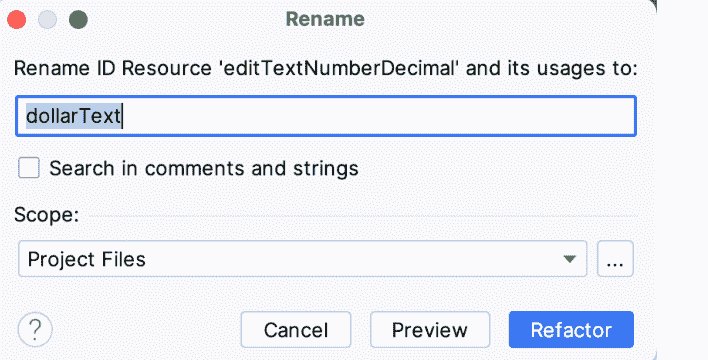 Rename
Rename ID Resource 'editTextNumberDecimal' and its usages to:
dollarText
Search in comments and strings
Scope:
Project Files
...
? Cancel Preview Refactor